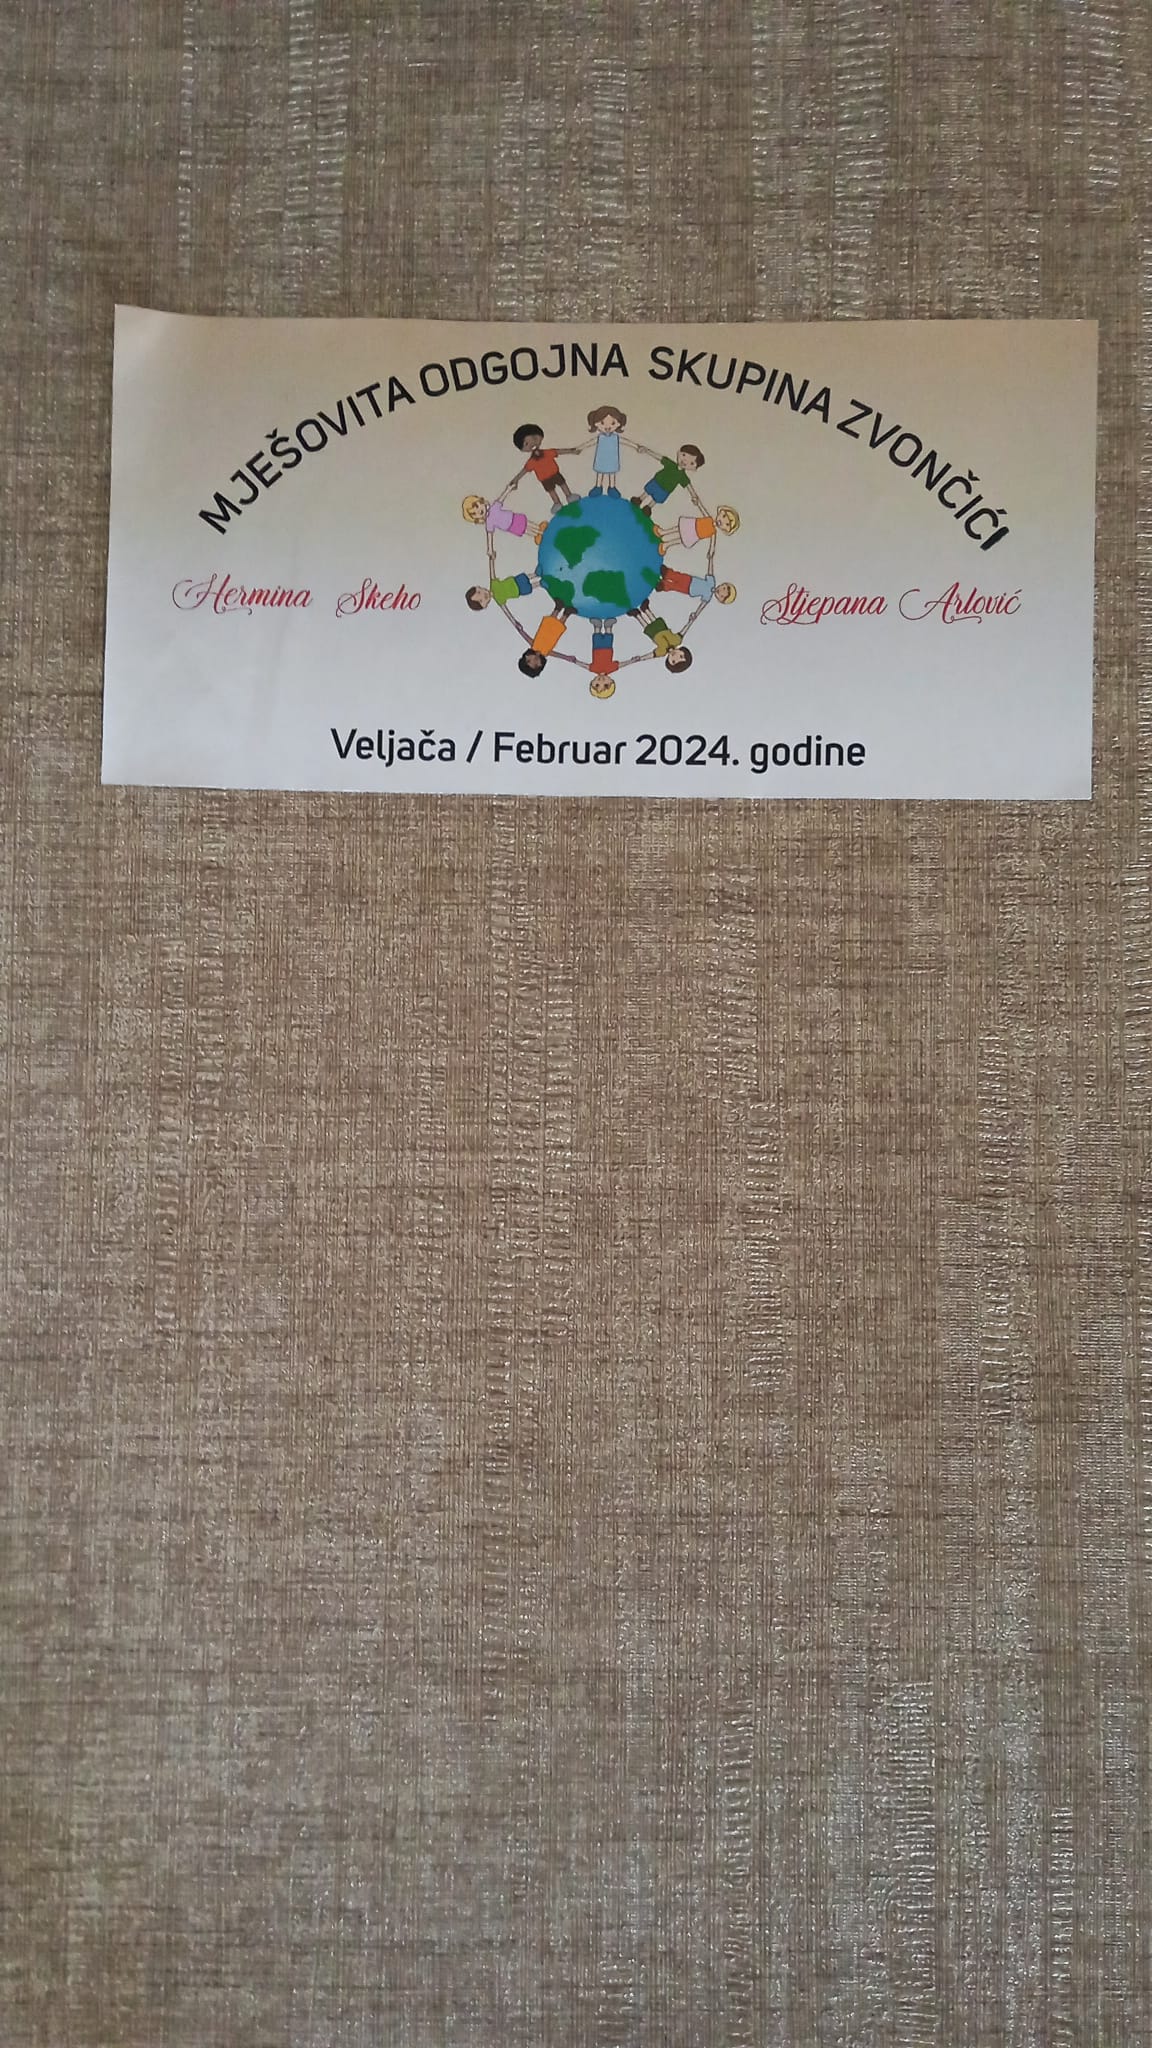 MJEŠOVITA ODGOJNA SKUPINA ZVONČIĆI
Hermina Skeho
Stjepana Arlović
Veljača / Februar 2024. godine